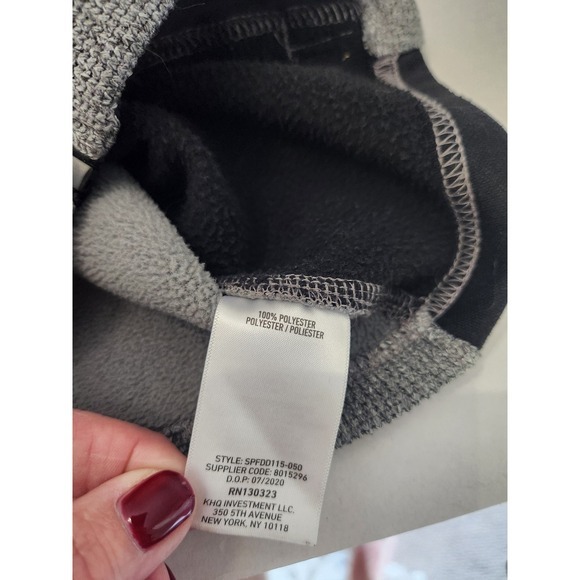 100% POLYESTER
POLYESTER / POLIESTER
STYLE: SPFDD115-050
SUPPLIER CODE: 8015296
D.O.P: 07/2020
RN130323
KHQ INVESTMENT LLC.
350 5TH AVENUE
NEW YORK, NY 10118